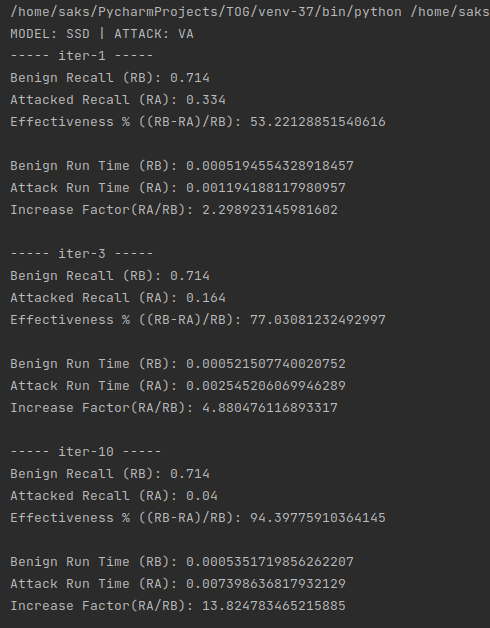 /home/saks/PycharmProjects/TOG/venv-37/bin/python /home/saks
MODEL: SSD | ATTACK: VA
----- iter-1 -----
Benign Recall (RB): 0.714
Attacked Recall (RA): 0.334
Effectiveness % ((RB-RA)/RB): 53.22128851540616
Benign Run Time (RB): 0.0005194554328918457
Attack Run Time (RA): 0.001194188117980957
Increase Factor(RA/RB): 2.298923145981602
----- iter-3 -----
Benign Recall (RB): 0.714
Attacked Recall (RA): 0.164
Effectiveness % ((RB-RA)/RB): 77.03081232492997
Benign Run Time (RB): 0.000521507740020752
Attack Run Time (RA): 0.002545206069946289
Increase Factor(RA/RB): 4.880476116893317
----- iter-10 -----
Benign Recall (RB): 0.714
Attacked Recall (RA): 0.04
Effectiveness % ((RB-RA)/RB): 94.39775910364145
Benign Run Time (RB): 0.0005351719856262207
Attack Run Time (RA): 0.007398636817932129
Increase Factor(RA/RB): 13.824783465215885